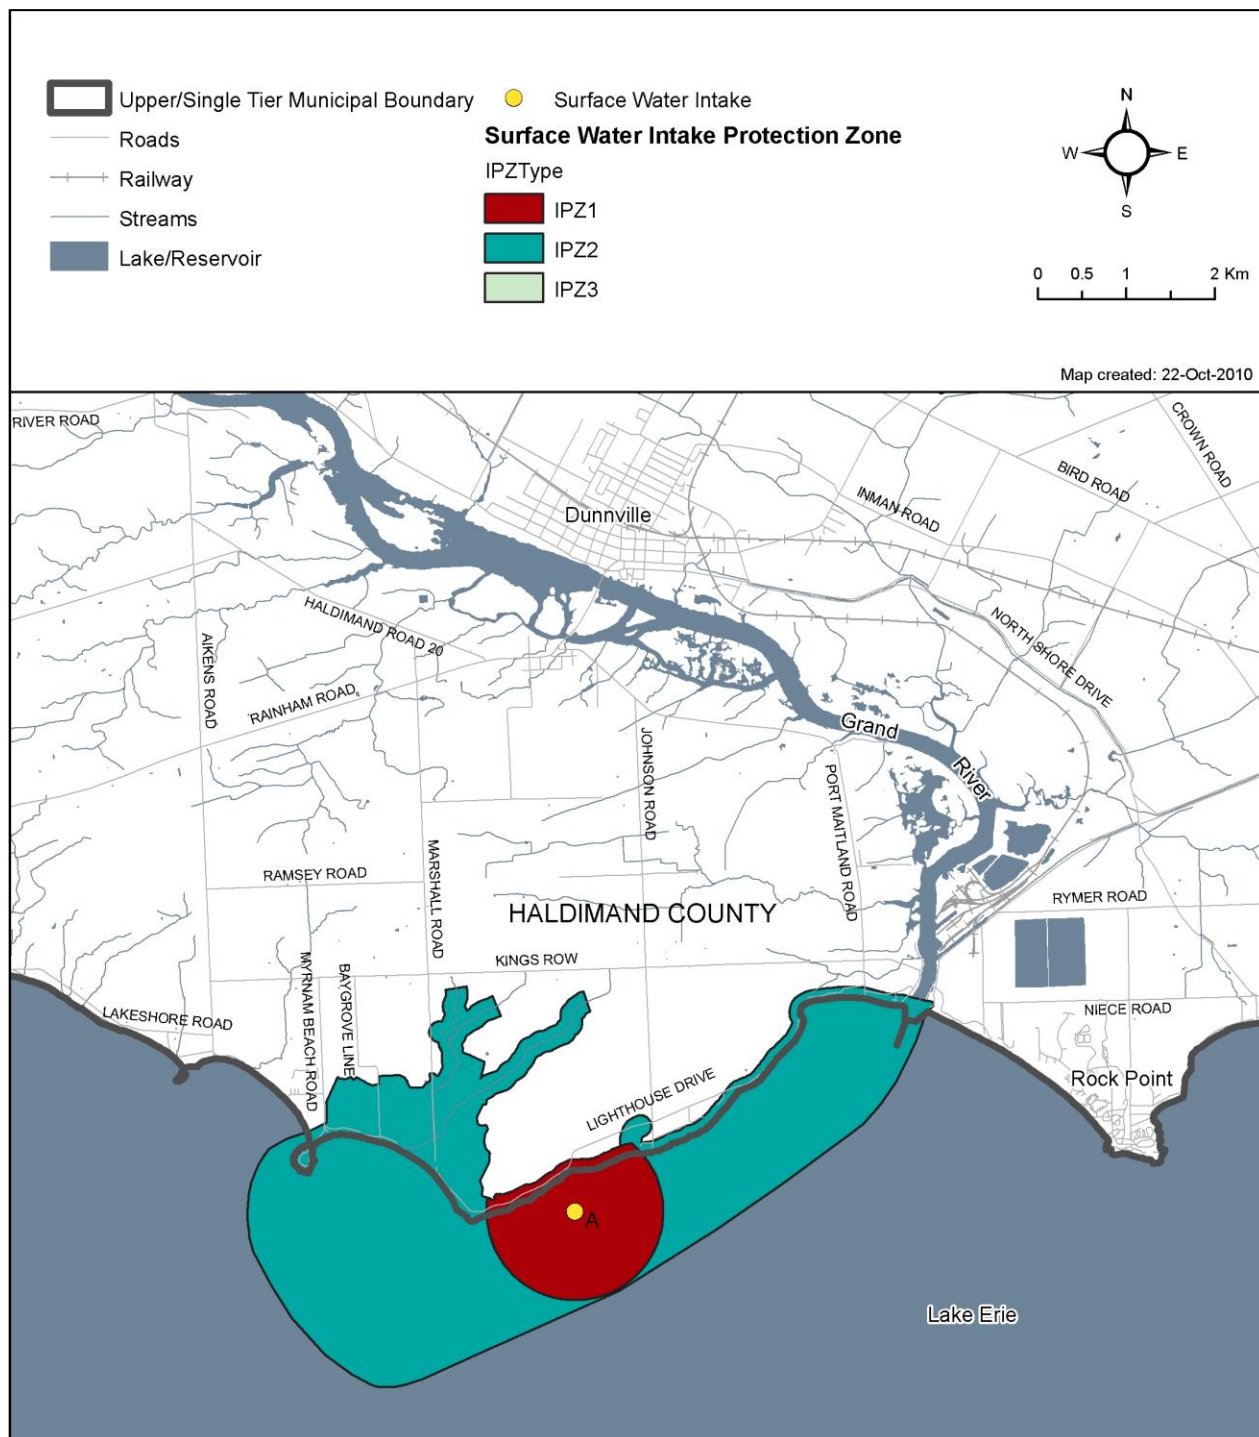 Upper/Single Tier Municipal Boundary
Roads
Railway
Streams
Lake/Reservoir
Surface Water Intake
Surface Water Intake Protection Zone
IPZType
IPZ1
IPZ2
IPZ3
N
W E
S
0 0.5 1 2 Km
Map created: 22-Oct-2010
RIVER ROAD
CROWN ROAD
BIRD ROAD
INMAN ROAD
Dunnville
HALDIMAND ROAD 20
NORTH SHORE DRIVE
AIKENS ROAD
RAINHAM ROAD
JOHNSON ROAD
Grand
River
PORT MAITLAND ROAD
MARSHALL ROAD
RAMSEY ROAD
RYMER ROAD
HALDIMAND COUNTY
KINGS ROW
MYRNAM BEACH ROAD
BAYGROVE LINE
LAKESHORE ROAD
NIECE ROAD
Rock Point
LIGHTHOUSE DRIVE
A
Lake Erie